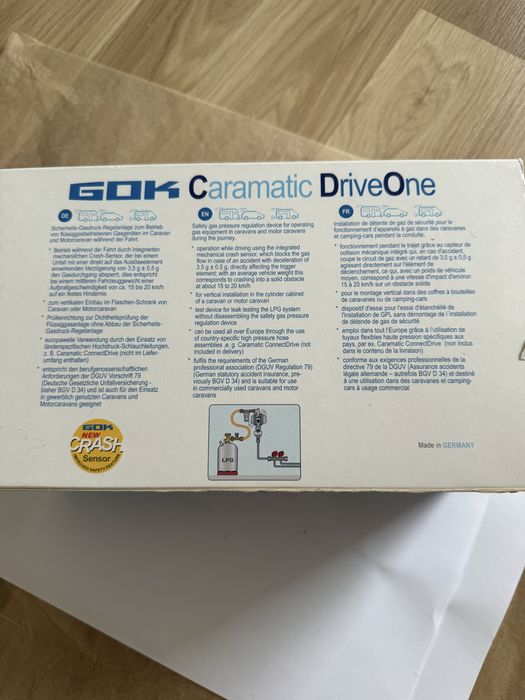 GOK Caramatic DriveOne
DE
Sicherheits-Gasdruck-Regelanlage zum Betrieb
von flüssiggasbetriebenen Gasgeräten im Caravan
und Motorcaravan während der Fahrt.
* Betrieb während der Fahrt durch integrierten
mechanischen Crash-Sensor, der bei einem
Unfall mit einer direkt auf das Auslöseelement
einwirkenden Verzögerung von 3,5 g ± 0,5 g
den Gasdurchgang absperrt, dies entspricht
bei einem mittleren Fahrzeuggewicht einer
Aufprallgeschwindigkeit von ca. 15 bis 20 km/h
auf ein festes Hindernis
* zum vertikalen Einbau im Flaschen-Schrank von
Caravan oder Motorcaravan
* Prüfeinrichtung zur Dichtheitsprüfung der
Flüssiggasanlage ohne Abbau der Sicherheits-
Gasdruck-Regelanlage
* europaweite Verwendung durch den Einsatz von
länderspezifischen Hochdruck-Schlauchleitungen,
z. B. Caramatic ConnectDrive (nicht im Liefer-
umfang enthalten)
* entspricht den berufsgenossenschaftlichen
Anforderungen der DGUV Vorschrift 79
(Deutsche Gesetzliche Unfallversicherung -
bisher BGV D 34) und ist auch für den Einsatz
in gewerblich genutzten Caravans und
Motorcaravans geeignet
EN
Safety gas pressure regulation device for operating
gas equipment in caravans and motor caravans
during the journey.
* operation while driving using the integrated
mechanical crash sensor, which blocks the gas
flow in case of an accident with deceleration of
3.5 g ± 0.5 g, directly affecting the trigger
element; with an average vehicle weight this
corresponds to crashing into a solid obstacle
at about 15 to 20 km/h
* for vertical installation in the cylinder cabinet
of a caravan or motor caravan
* test device for leak testing the LPG system
without disassembling the safety gas pressure
regulation device
* can be used all over Europe through the use
of country-specific high pressure hose
assemblies e. g. Caramatic ConnectDrive (not
included in delivery)
* fulfils the requirements of the German
professional association (DGUV Regulation 79)
(German statutory accident insurance, pre-
viously BGV D 34) and is suitable for use
in commercially used caravans and motor
caravans
FR
Installation de détente de gaz de sécurité pour le
fonctionnement d'appareils à gaz dans des caravanes
et camping-cars pendant la conduite.
* fonctionnement pendant le trajet grâce au capteur de
collision mécanique intégré qui, en cas d'accident,
coupe le circuit de gaz avec un retard de 3,5 g ± 0,5 g
agissant directement sur l'élément de
déclenchement, ce qui, avec un poids de véhicule
moyen, correspond à une vitesse d'impact d'environ
15 à 20 km/h sur un obstacle solide
* pour le montage vertical dans des coffres à bouteilles
de caravanes ou de camping-cars
* dispositif d'essai pour l'essai d'étanchéité de
l'installation de GPL sans démontage de l'installation
de détente de gaz de sécurité
* emploi dans tout l'Europe grâce à l'utilisation de
tuyaux flexibles haute pression spécifiques aux
pays, par ex. Caramatic ConnectDrive (non inclus
dans le contenu de la livraison)
* conforme aux exigences professionnelles de la
directive 79 de la DGUV (Assurance accidents
légale allemande – autrefois BGV D 34) et destiné
à une utilisation dans des caravanes et camping-
cars à usage commercial
GOK
NEW
CRASH
Sensor
IMPROVED SAFETY FEATURE
LPG
Made in GERMANY